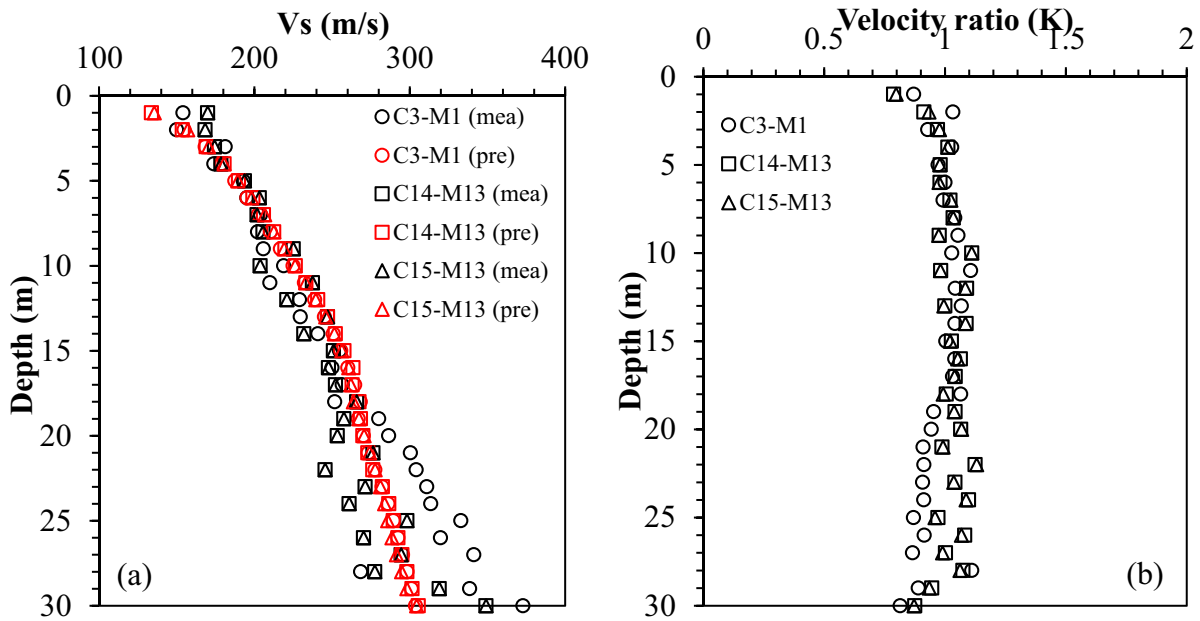 Vs (m/s)
100 200 300 400
0
5
10
15
20
25
30
Depth (m)
C3-M1 (mea)
C3-M1 (pre)
C14-M13 (mea)
C14-M13 (pre)
C15-M13 (mea)
C15-M13 (pre)
(a)
Velocity ratio (K)
0 0.5 1 1.5 2
0
5
10
15
20
25
30
Depth (m)
C3-M1
C14-M13
C15-M13
(b)